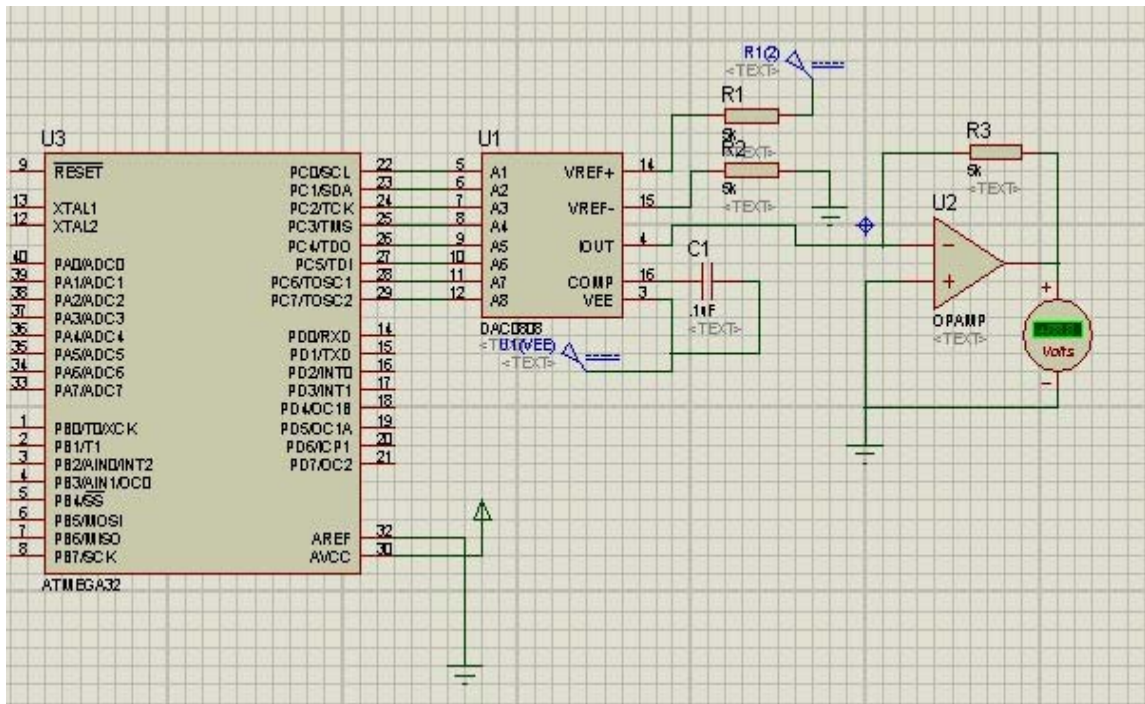 R1(2)
<TEXT>
R1
5k
<TEXT>
R2
5k
<TEXT>
R3
5k
<TEXT>
U3
9 RESET
13 XTAL1
12 XTAL2
40 PA0/ADC0
39 PA1/ADC1
38 PA2/ADC2
37 PA3/ADC3
36 PA4/ADC4
35 PA5/ADC5
34 PA6/ADC6
33 PA7/ADC7
1 PB0/T0/XCK
2 PB1/T1
3 PB2/AIN0/INT2
4 PB3/AIN1/OC0
5 PB4/SS
6 PB5/MOSI
7 PB6/MISO
8 PB7/SCK
PC0/SCL 22
PC1/SDA 23
PC2/TCK 24
PC3/TMS 25
PC4/TDO 26
PC5/TDI 27
PC6/TOSC1 28
PC7/TOSC2 29
PD0/RXD 14
PD1/TXD 15
PD2/INT0 16
PD3/INT1 17
PD4/OC1B 18
PD5/OC1A 19
PD6/ICP1 20
PD7/OC2 21
AREF 32
AVCC 30
ATMEGA32
U1
5 A1
6 A2
7 A3
8 A4
9 A5
10 A6
11 A7
12 A8
VREF+ 14
VREF- 15
IOUT 4
COMP 16
VEE 3
DAC0808
<TEXT>
U1(VEE)
<TEXT>
C1
.1uF
<TEXT>
U2
-
+
OPAMP
<TEXT>
+
Volts
-